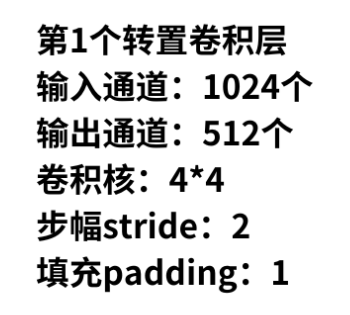 第1个转置卷积层
输入通道：1024个
输出通道：512个
卷积核：4*4
步幅stride：2
填充padding：1